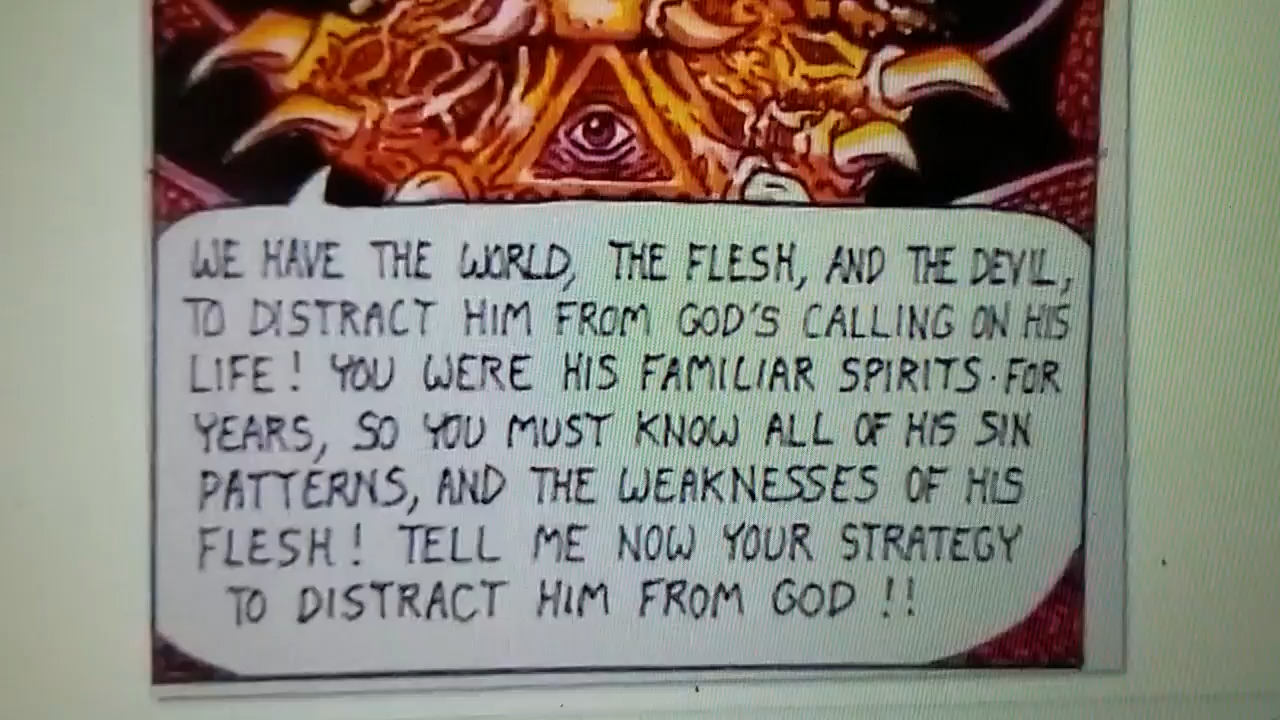 WE HAVE THE WORLD, THE FLESH, AND THE DEVIL,
TO DISTRACT HIM FROM GOD'S CALLING ON HIS
LIFE! YOU WERE HIS FAMILIAR SPIRITS FOR
YEARS, SO YOU MUST KNOW ALL OF HIS SIN
PATTERNS, AND THE WEAKNESSES OF HIS
FLESH! TELL ME NOW YOUR STRATEGY
TO DISTRACT HIM FROM GOD!!